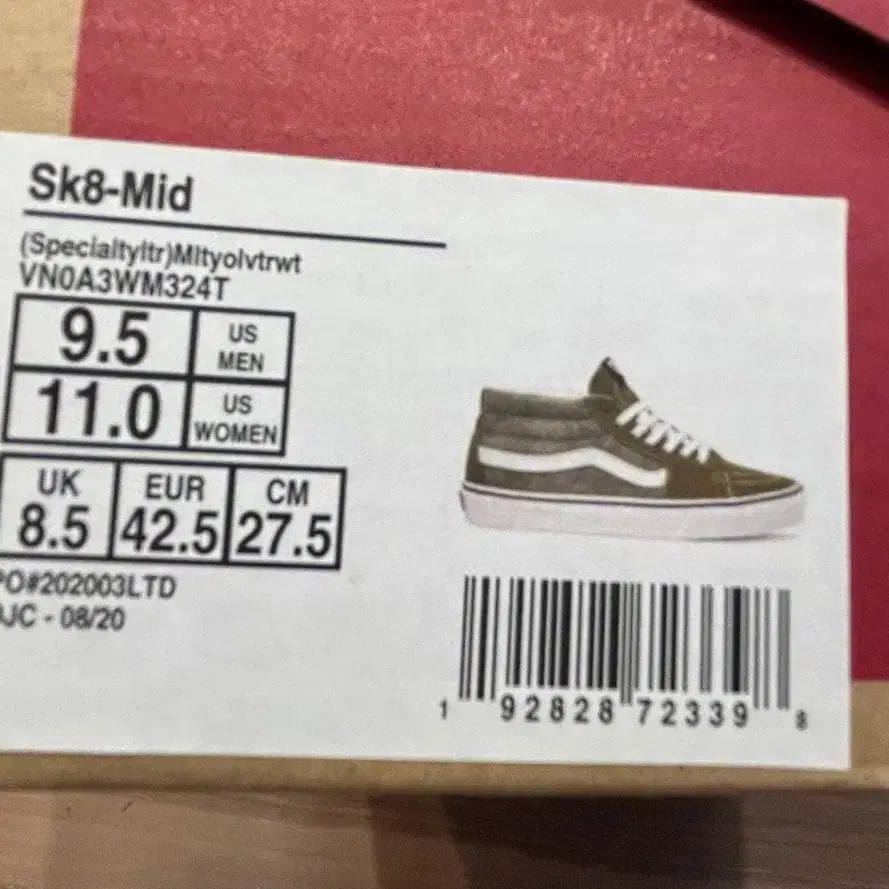 Sk8-Mid
(Specialtyltr)Mltyolvtrwt
VN0A3WM324T
9.5 US MEN
11.0 US WOMEN
UK EUR CM
8.5 42.5 27.5
PO#202003LTD
JC - 08/20
1 92828 72339 8